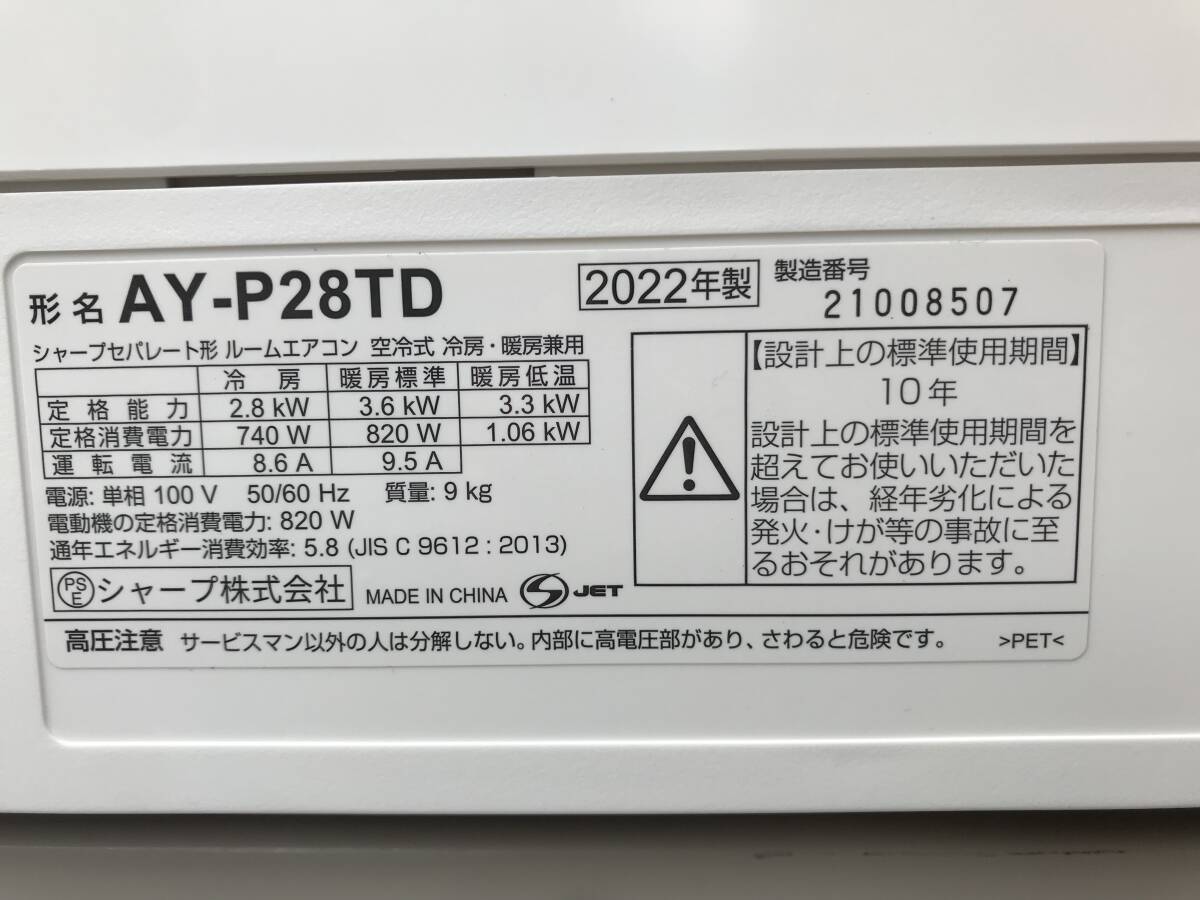 形名 AY-P28TD 2022年製 製造番号 21008507
シャープセパレート形 ルームエアコン 空冷式 冷房・暖房兼用
冷房 暖房標準 暖房低温
定格能力 2.8 kW 3.6 kW 3.3 kW
定格消費電力 740 W 820 W 1.06 kW
運転電流 8.6 A 9.5 A
電源: 単相 100 V 50/60 Hz 質量: 9 kg
電動機の定格消費電力: 820 W
通年エネルギー消費効率: 5.8 (JIS C 9612 : 2013)
PSE シャープ株式会社 MADE IN CHINA JET
【設計上の標準使用期間】
10年
設計上の標準使用期間を
超えてお使いいただいた
場合は、経年劣化による
発火・けが等の事故に至
るおそれがあります。
高圧注意 サービスマン以外の人は分解しない。内部に高電圧部があり、さわると危険です。 >PET<